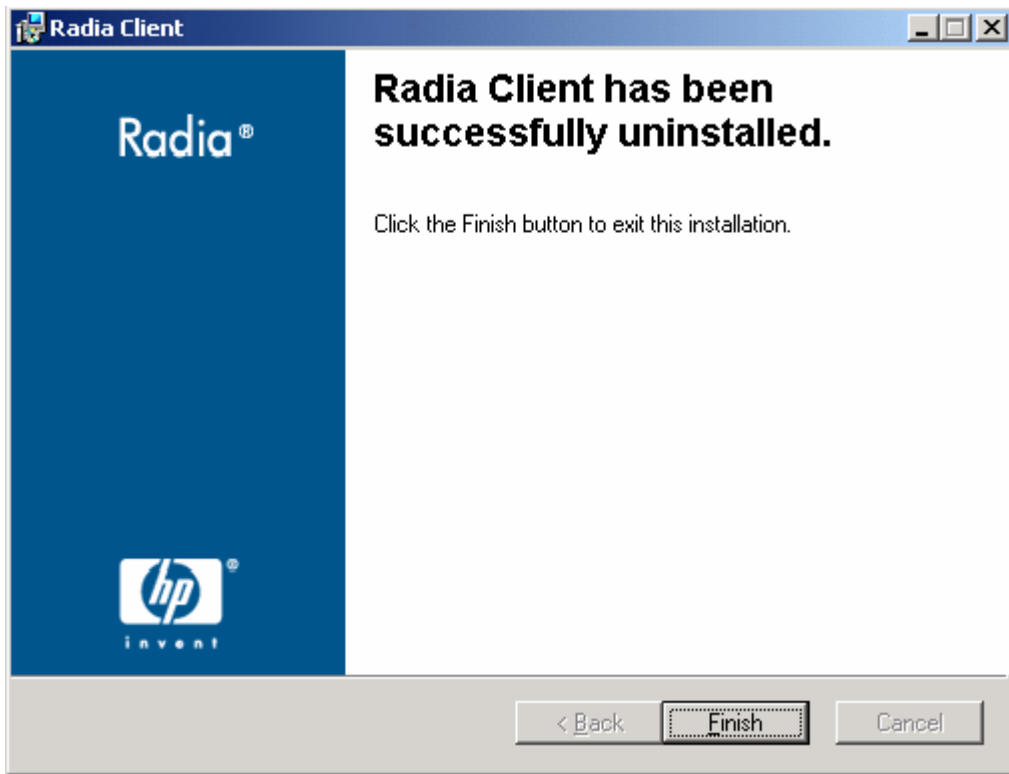 Radia Client
Radia®
Radia Client has been
successfully uninstalled.
Click the Finish button to exit this installation.
hp®
invent
< Back
Finish
Cancel